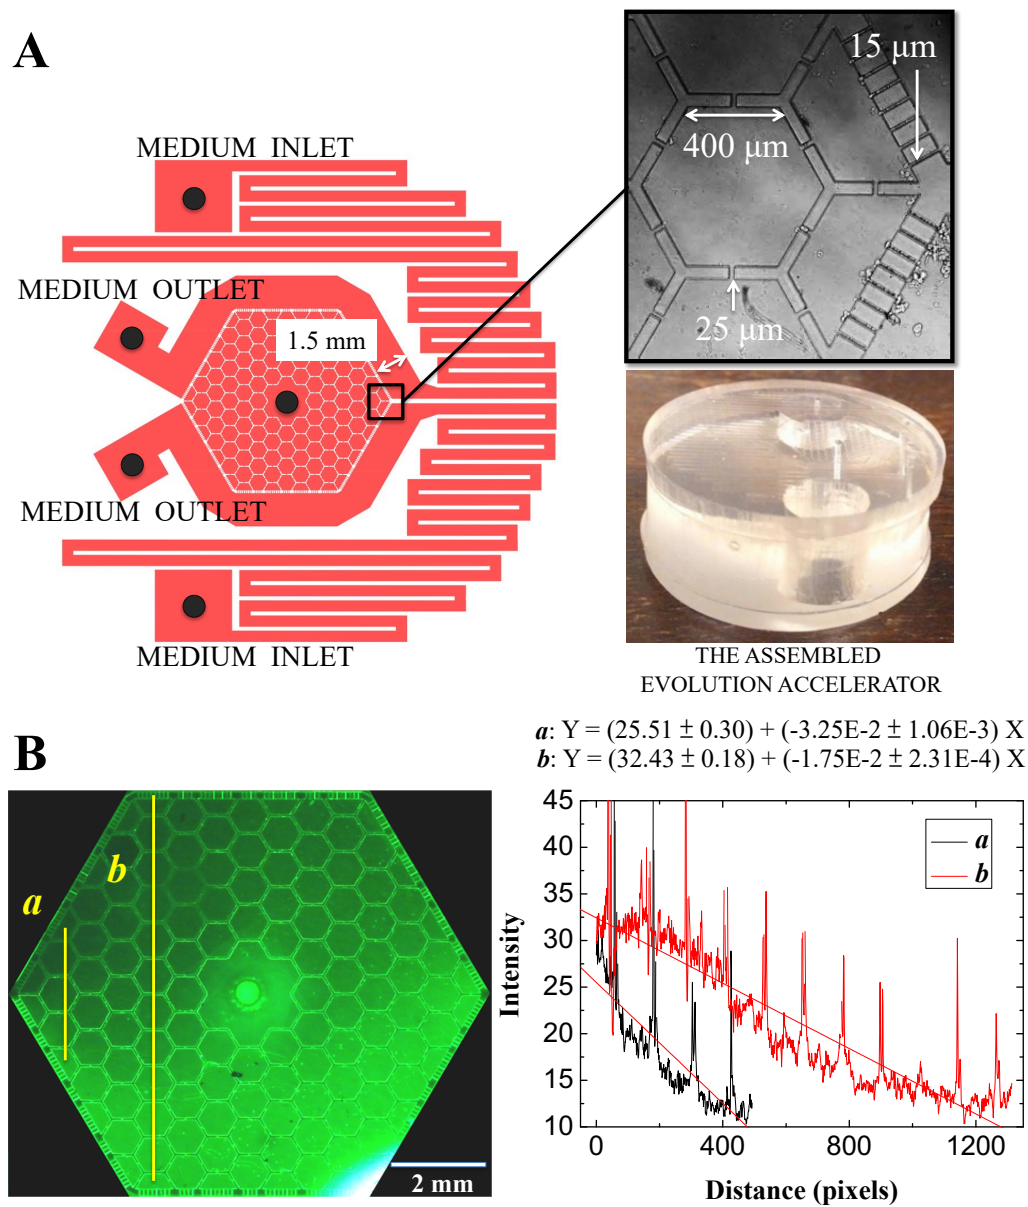 A
MEDIUM INLET
MEDIUM OUTLET
1.5 mm
MEDIUM OUTLET
MEDIUM INLET
15 μm
400 μm
25 μm
THE ASSEMBLED
EVOLUTION ACCELERATOR
B
a: Y = (25.51 ± 0.30) + (-3.25E-2 ± 1.06E-3) X
b: Y = (32.43 ± 0.18) + (-1.75E-2 ± 2.31E-4) X
a
b
2 mm
45
40
35
30
25
20
15
10
Intensity
a
b
0
400
800
1200
Distance (pixels)